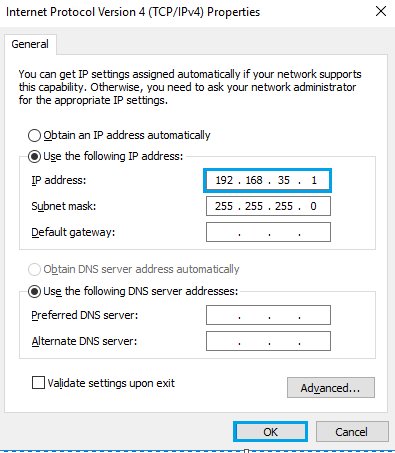 Internet Protocol Version 4 (TCP/IPv4) Properties
General
You can get IP settings assigned automatically if your network supports
this capability. Otherwise, you need to ask your network administrator
for the appropriate IP settings.
Obtain an IP address automatically
Use the following IP address:
IP address: 192 . 168 . 35 . 1
Subnet mask: 255 . 255 . 255 . 0
Default gateway: . . .
Obtain DNS server address automatically
Use the following DNS server addresses:
Preferred DNS server: . . .
Alternate DNS server: . . .
Validate settings upon exit
Advanced...
OK Cancel